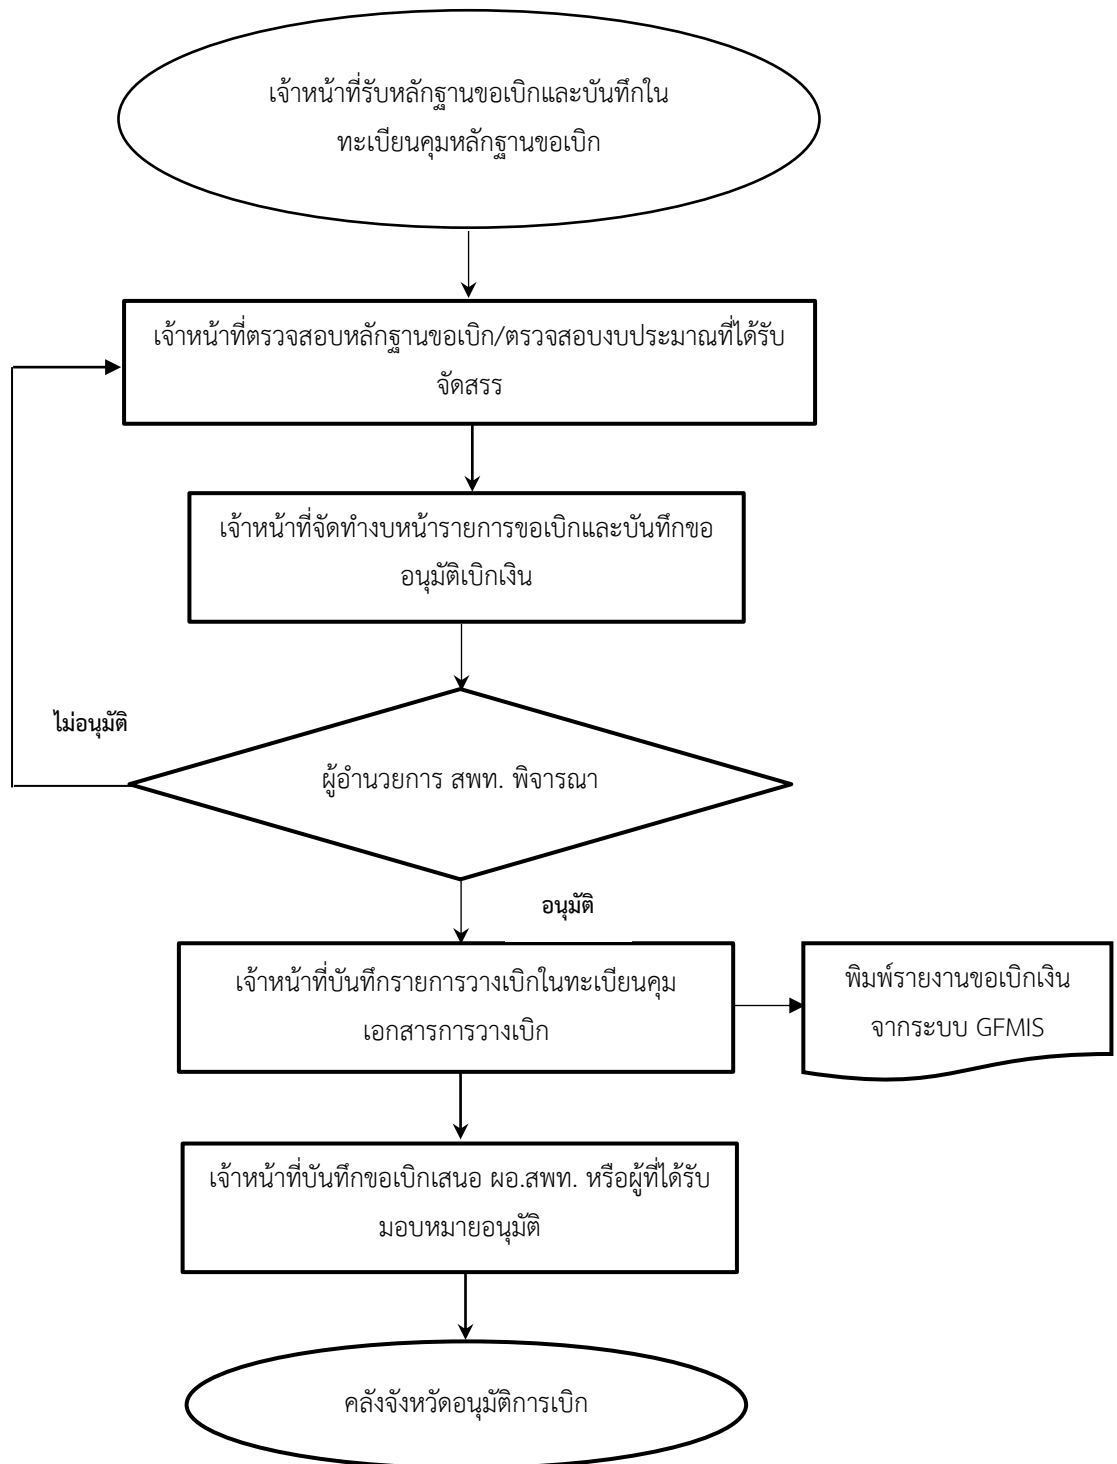 เจ้าหน้าที่รับหลักฐานขอเบิกและบันทึกใน
ทะเบียนคุมหลักฐานขอเบิก
เจ้าหน้าที่ตรวจสอบหลักฐานขอเบิก/ตรวจสอบงบประมาณที่ได้รับ
จัดสรร
เจ้าหน้าที่จัดทำงบหน้ารายการขอเบิกและบันทึกขอ
อนุมัติเบิกเงิน
ไม่อนุมัติ
ผู้อำนวยการ สพท. พิจารณา
อนุมัติ
เจ้าหน้าที่บันทึกรายการวางเบิกในทะเบียนคุม
เอกสารการวางเบิก
พิมพ์รายงานขอเบิกเงิน
จากระบบ GFMIS
เจ้าหน้าที่บันทึกขอเบิกเสนอ ผอ.สพท. หรือผู้ที่ได้รับ
มอบหมายอนุมัติ
คลังจังหวัดอนุมัติการเบิก